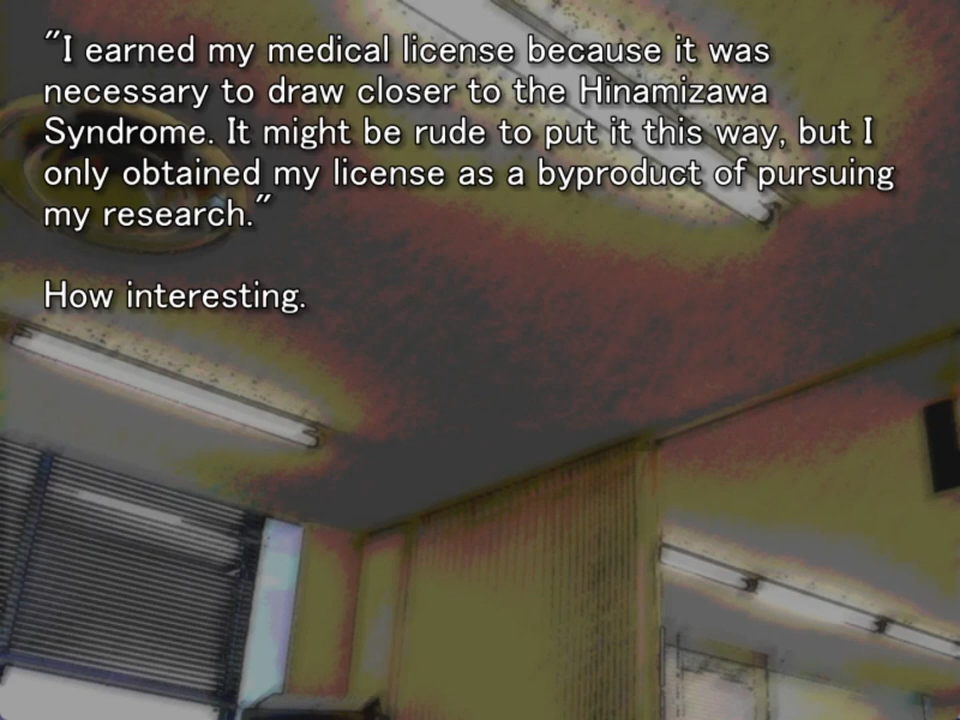 "I earned my medical license because it was
necessary to draw closer to the Hinamizawa
Syndrome. It might be rude to put it this way, but I
only obtained my license as a byproduct of pursuing
my research."
How interesting.